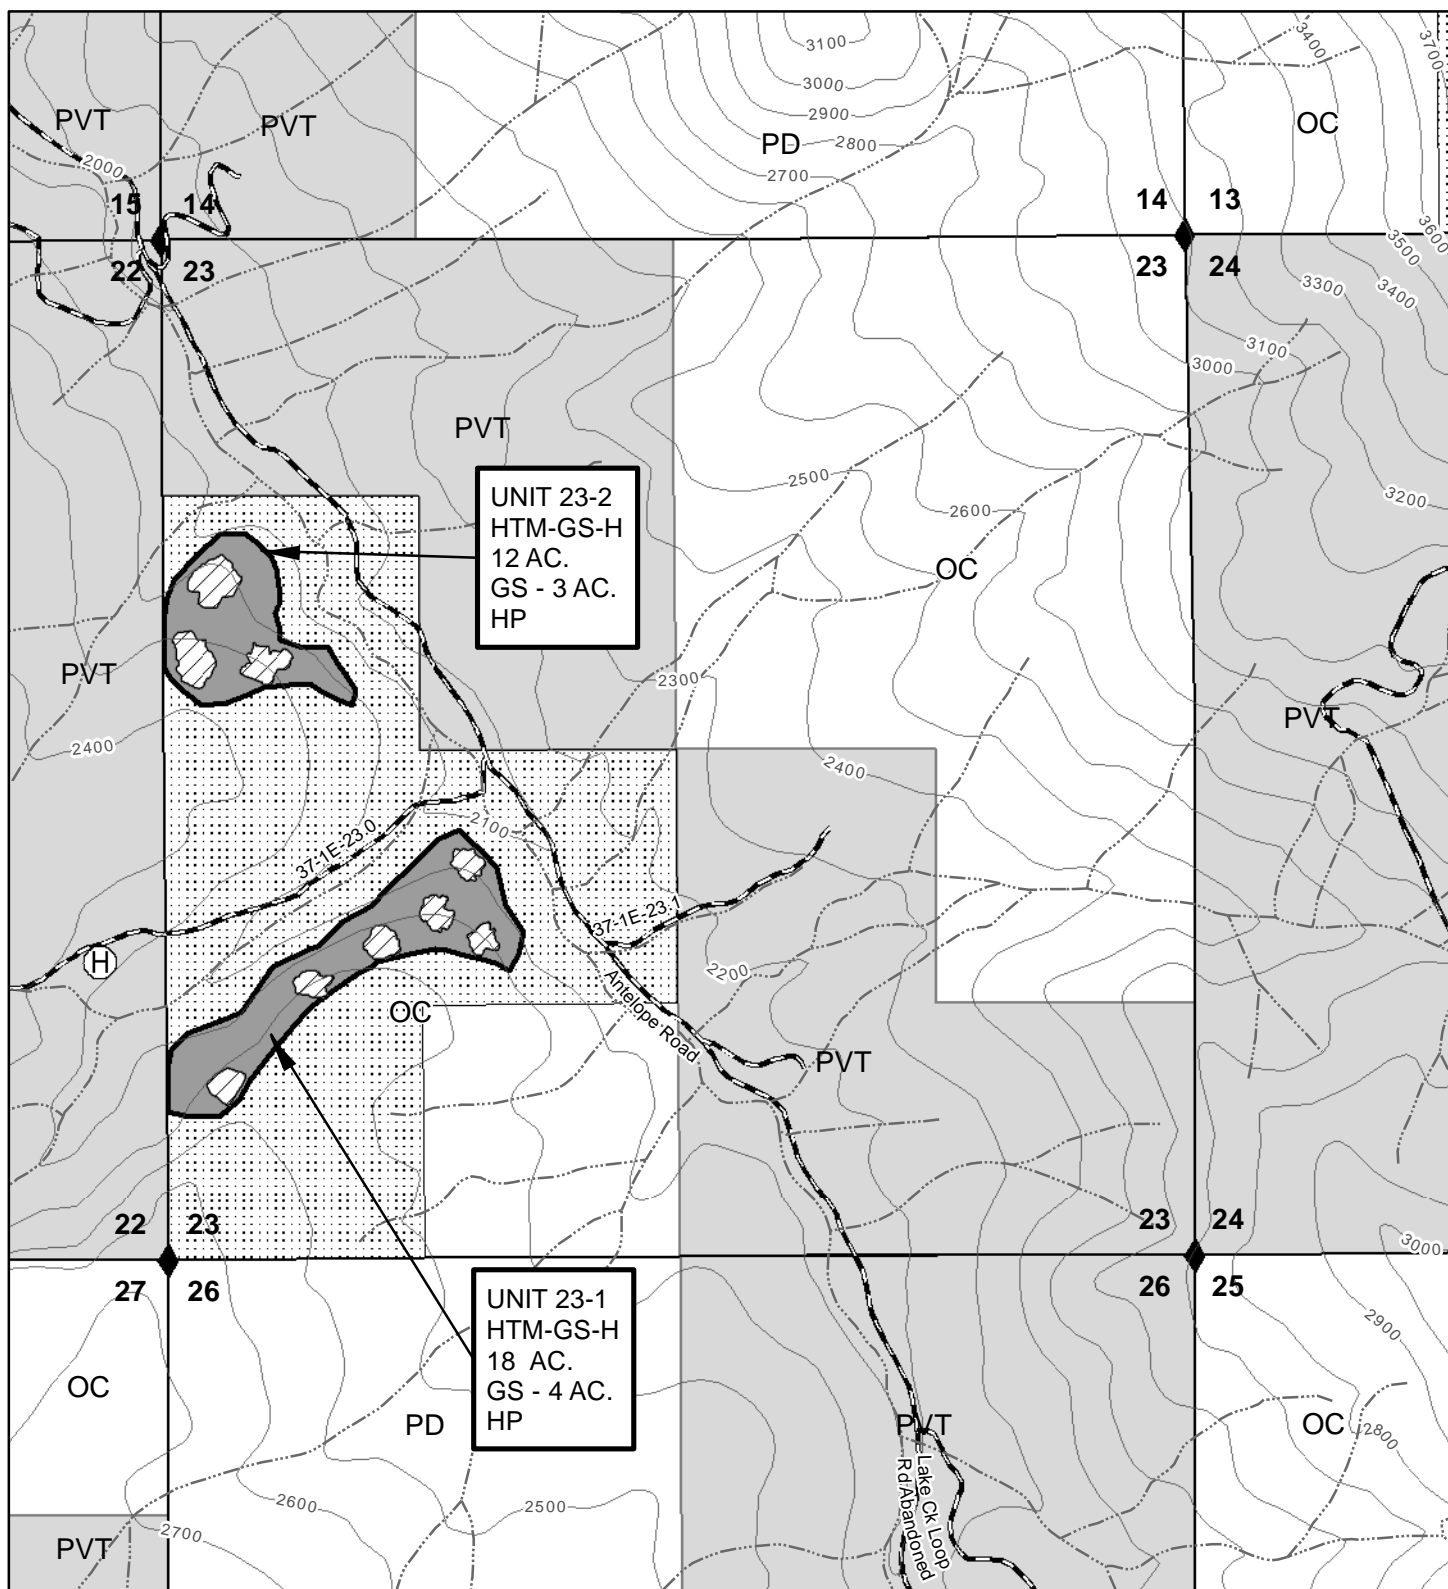 3100
3400
3700
3000
2900
PVT
PVT
OC
PD
2800
2000
2700
15
14
14
13
3600
3500
22
23
23
24
3300
3400
3100
3000
PVT
2500
3200
UNIT 23-2
HTM-GS-H
12 AC.
GS - 3 AC.
HP
2600
OC
PVT
2300
PVT
2400
2400
2100
37-1E-23.0
37-1E-23.1
H
2200
Antelope Road
OC
PVT
22
23
23
24
3000
27
26
26
25
UNIT 23-1
HTM-GS-H
18 AC.
GS - 4 AC.
HP
2900
OC
PD
PVT
OC
2800
Lake Ck Loop
Rd Abandoned
2600
2500
2700
PVT